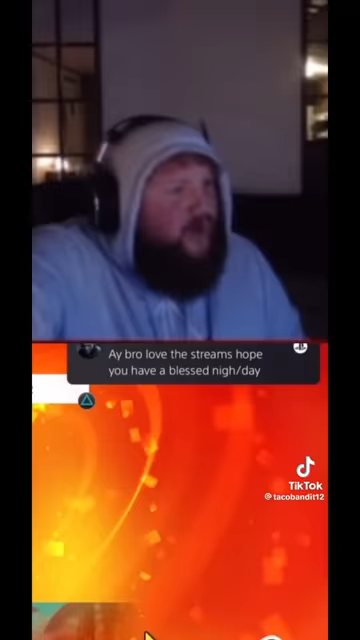 Ay bro love the streams hope
you have a blessed nigh/day
TikTok
@tacobandit12